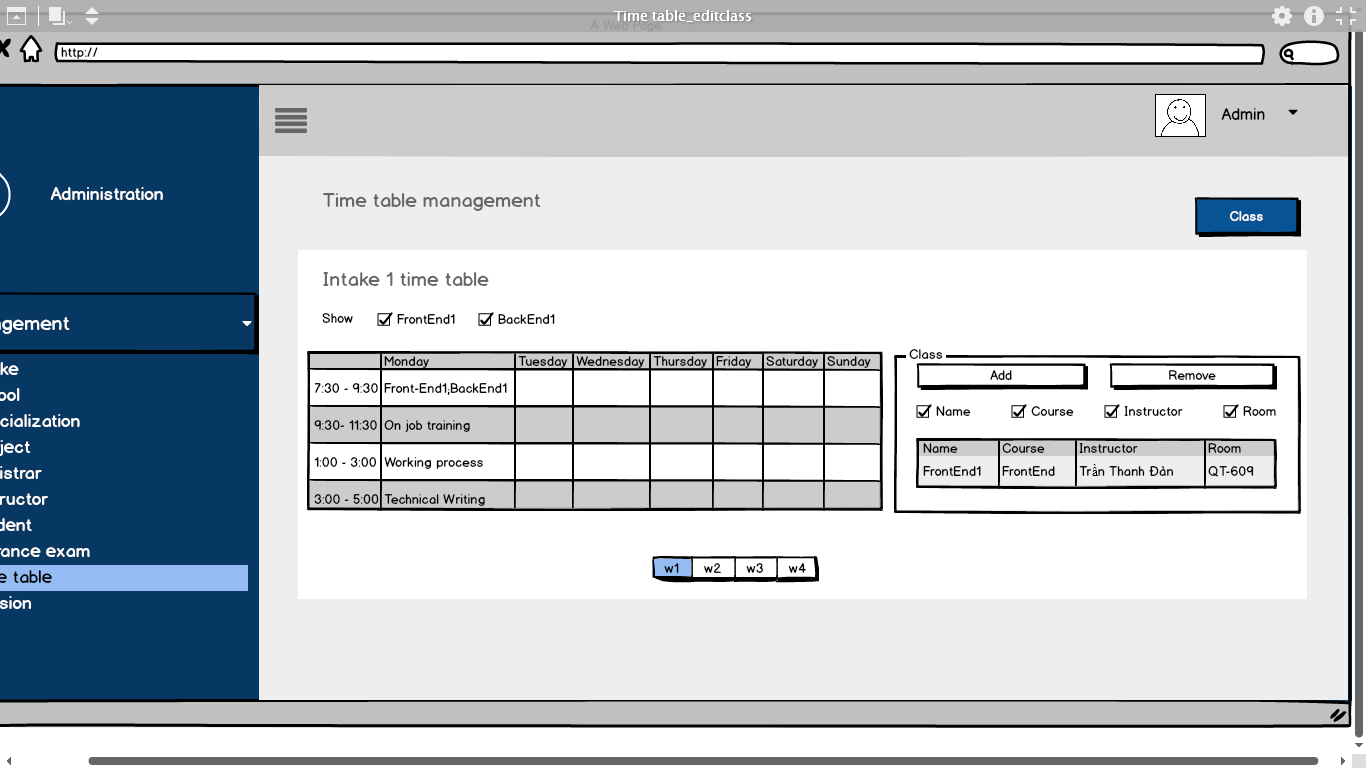 Time table_editclass
A Web Page
http://
Admin
Administration
Time table management
Class
Intake 1 time table
gement
Show FrontEnd1 BackEnd1
ke
ool
cialization
ject
istrar
ructor
dent
rance exam
e table
sion
Monday Tuesday Wednesday Thursday Friday Saturday Sunday
7:30 - 9:30 Front-End1;BackEnd1
9:30- 11:30 On job training
1:00 - 3:00 Working process
3:00 - 5:00 Technical Writing
Class
Add Remove
Name Course Instructor Room
Name Course Instructor Room
FrontEnd1 FrontEnd Trần Thanh Đàn QT-609
w1 w2 w3 w4